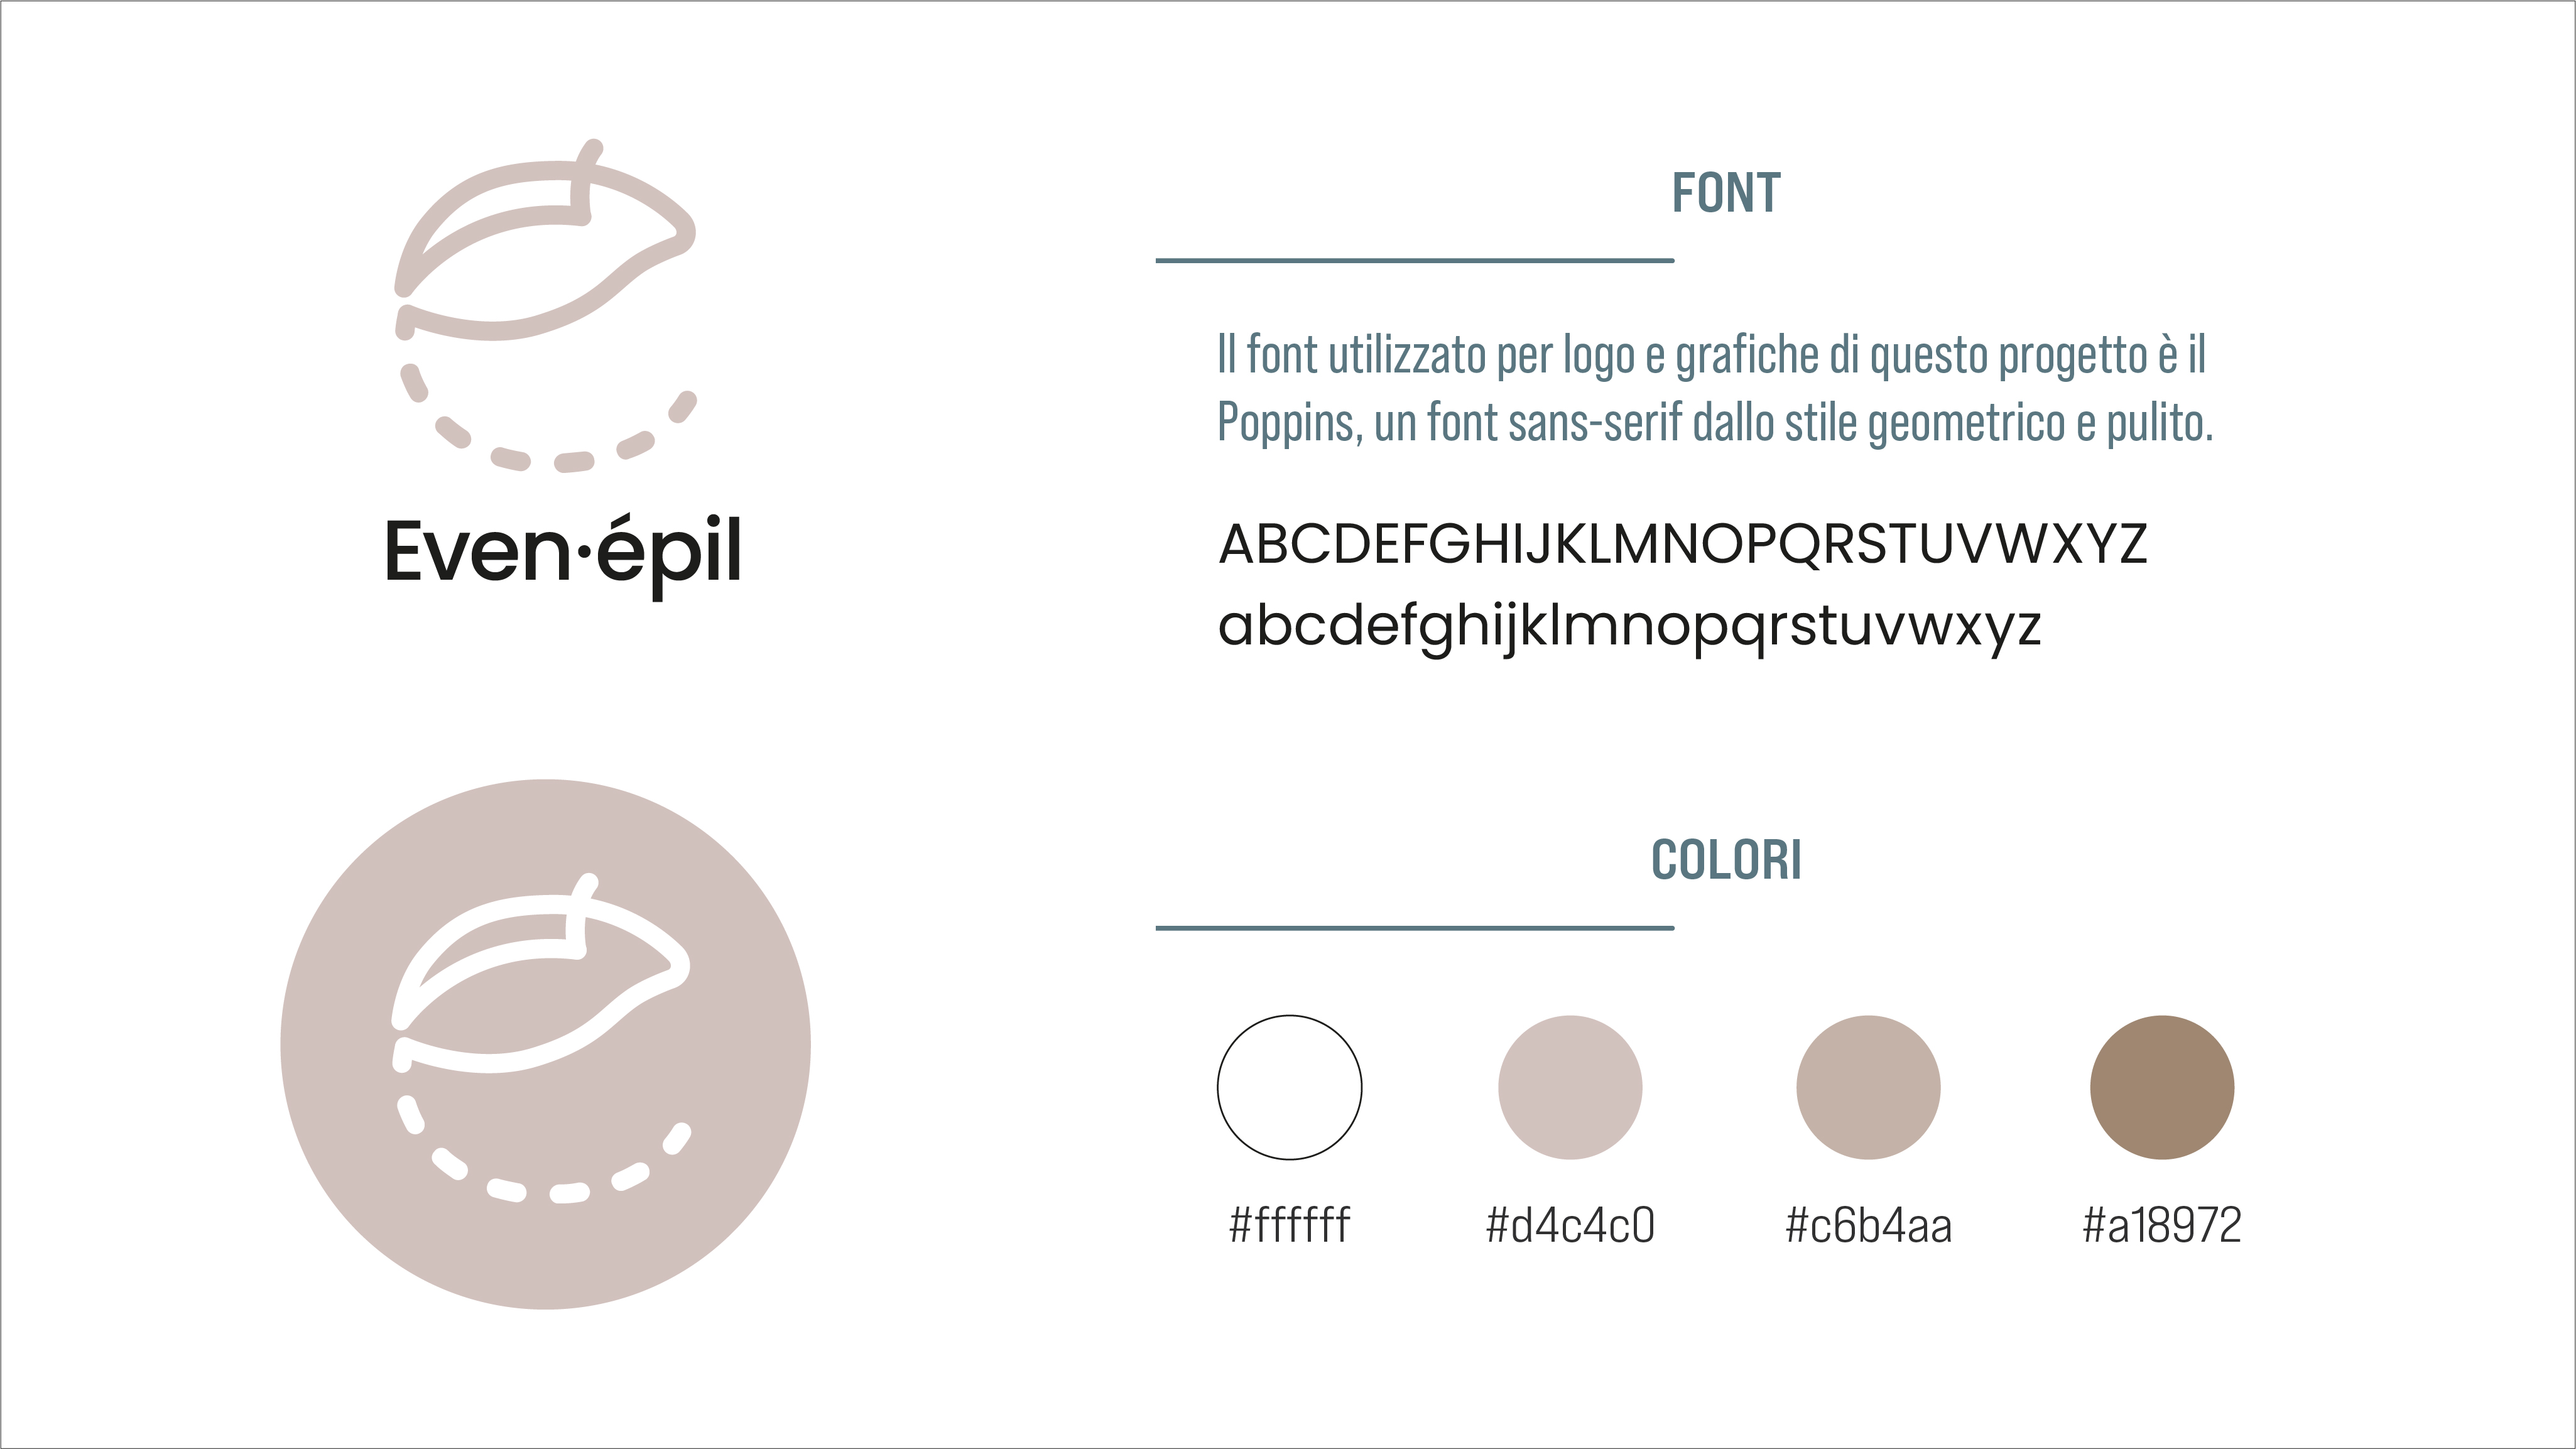 Even·épil
FONT
Il font utilizzato per logo e grafiche di questo progetto è il
Poppins, un font sans-serif dallo stile geometrico e pulito.
ABCDEFGHIJKLMNOPQRSTUVWXYZ
abcdefghijklmnopqrstuvwxyz
COLORI
#ffffff
#d4c4c0
#c6b4aa
#a18972